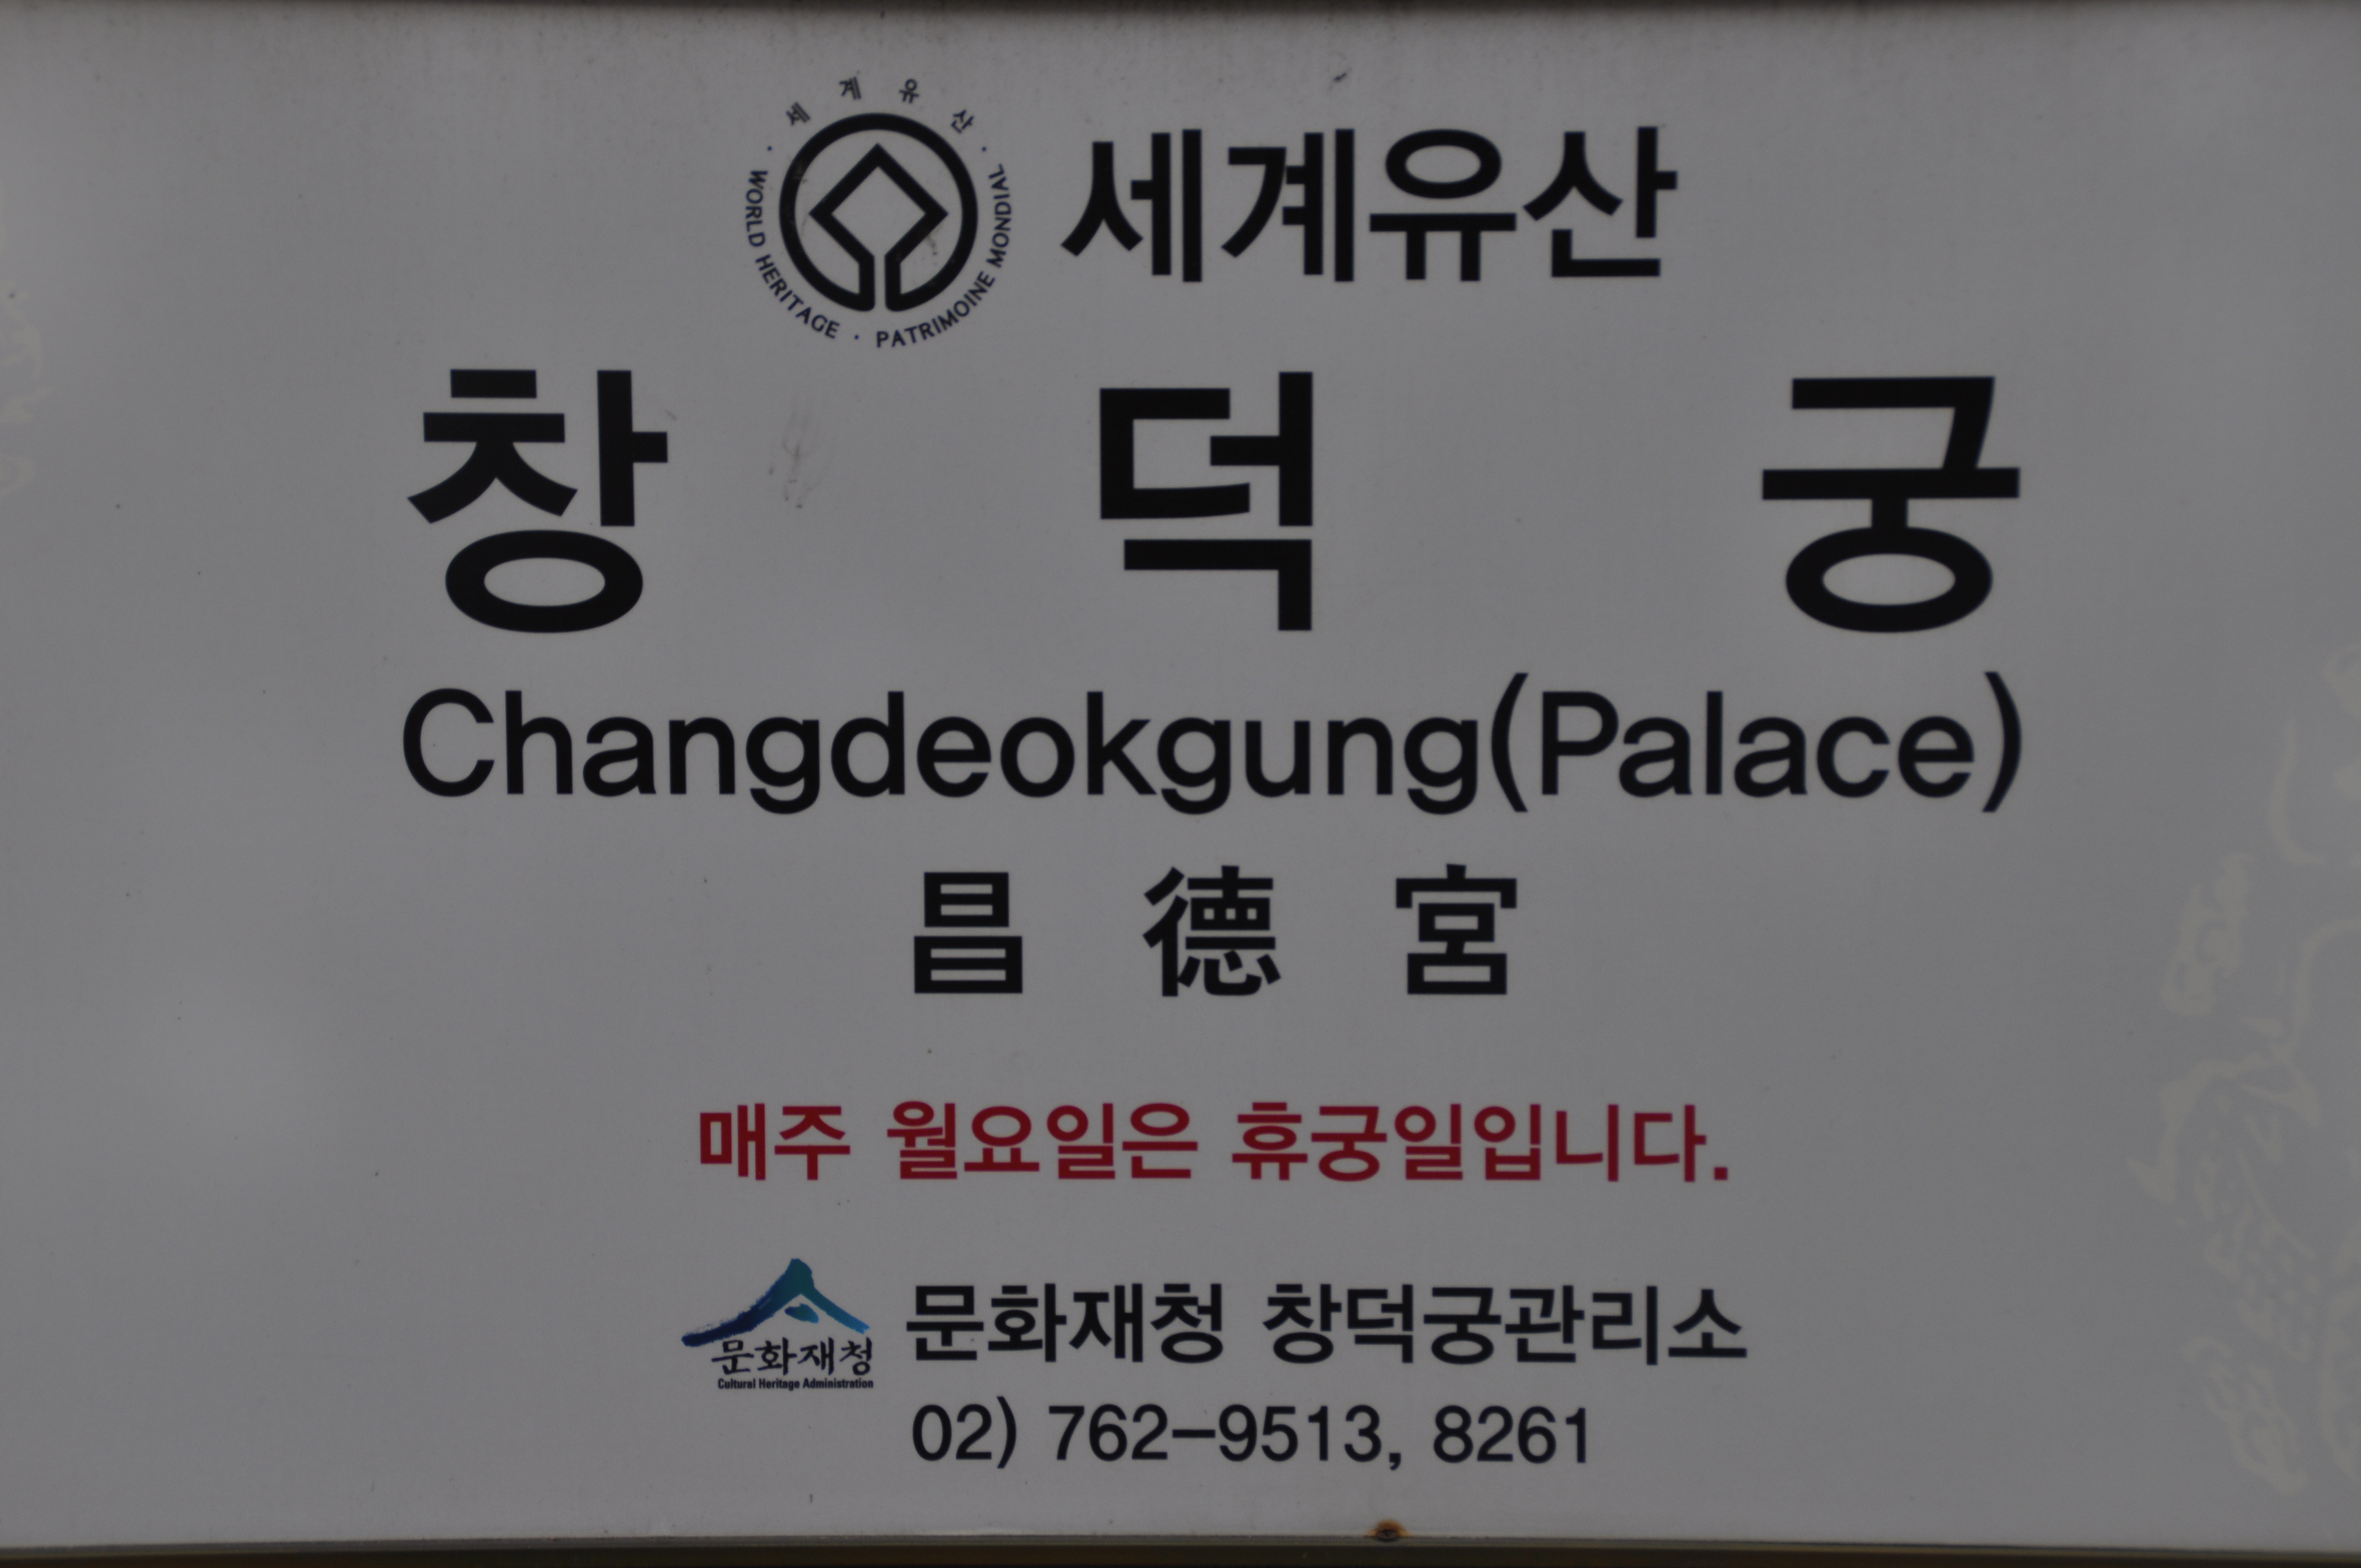 세계유산
WORLD HERITAGE · PATRIMOINE MONDIAL
세계유산
창 덕 궁
Changdeokgung(Palace)
昌 德 宮
매주 월요일은 휴궁일입니다.
문화재청
Cultural Heritage Administration
문화재청 창덕궁관리소
02) 762-9513, 8261